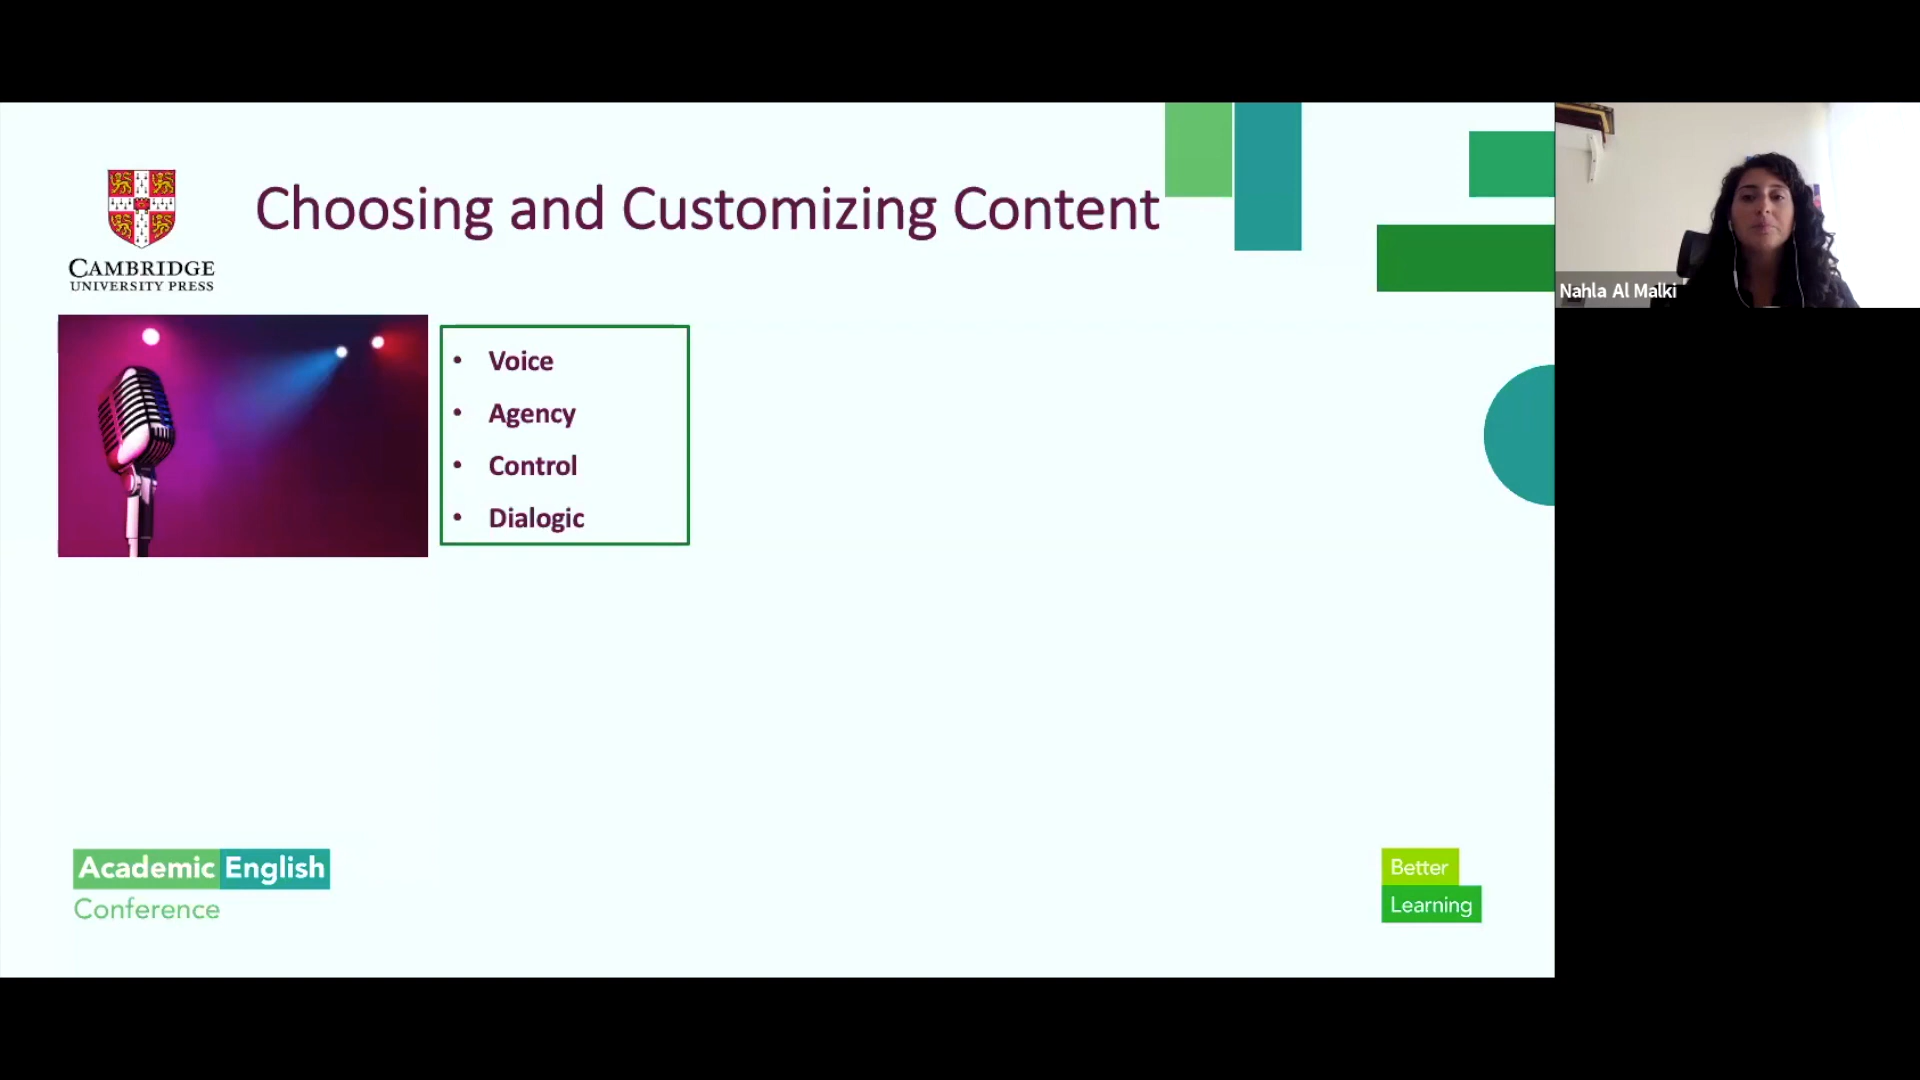 Choosing and Customizing Content
CAMBRIDGE
UNIVERSITY PRESS
Nahla Al Malki
• Voice
• Agency
• Control
• Dialogic
Academic English
Conference
Better
Learning